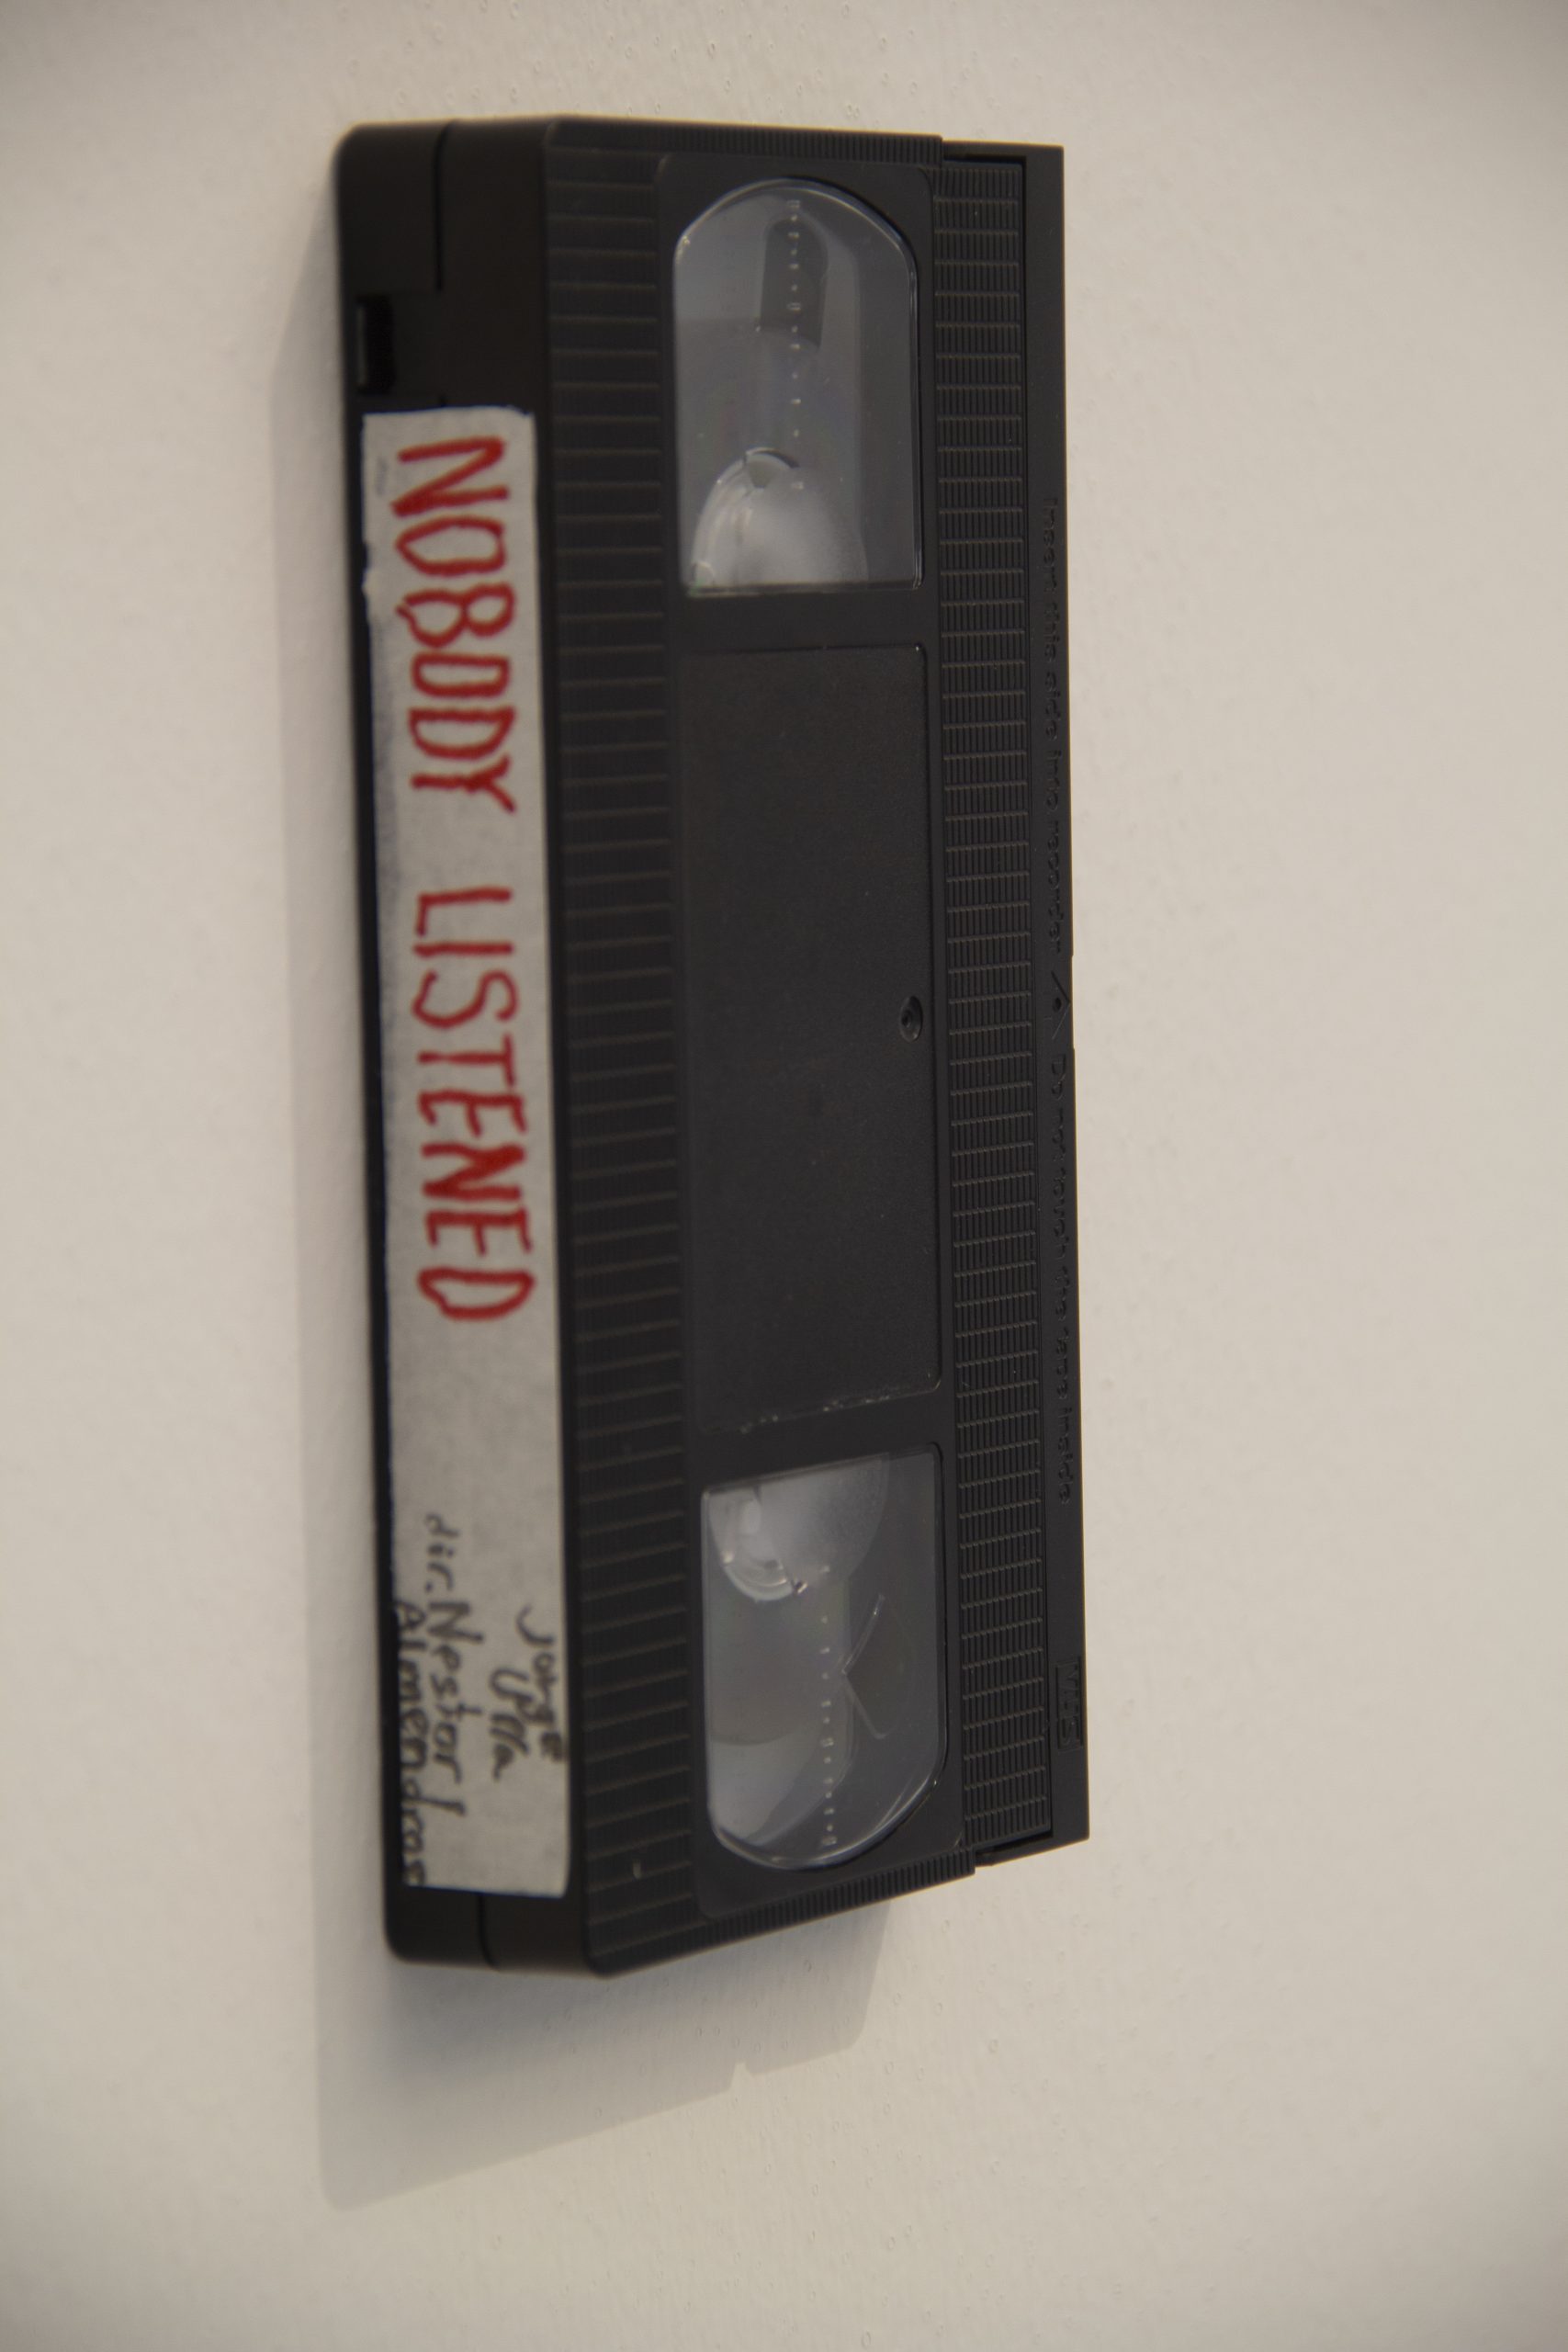 NOBODY LISTENED
Jorge
Ulla
dir. Nestor
Almendros
Insert this side into recorder
Do not touch the tape inside
VHS